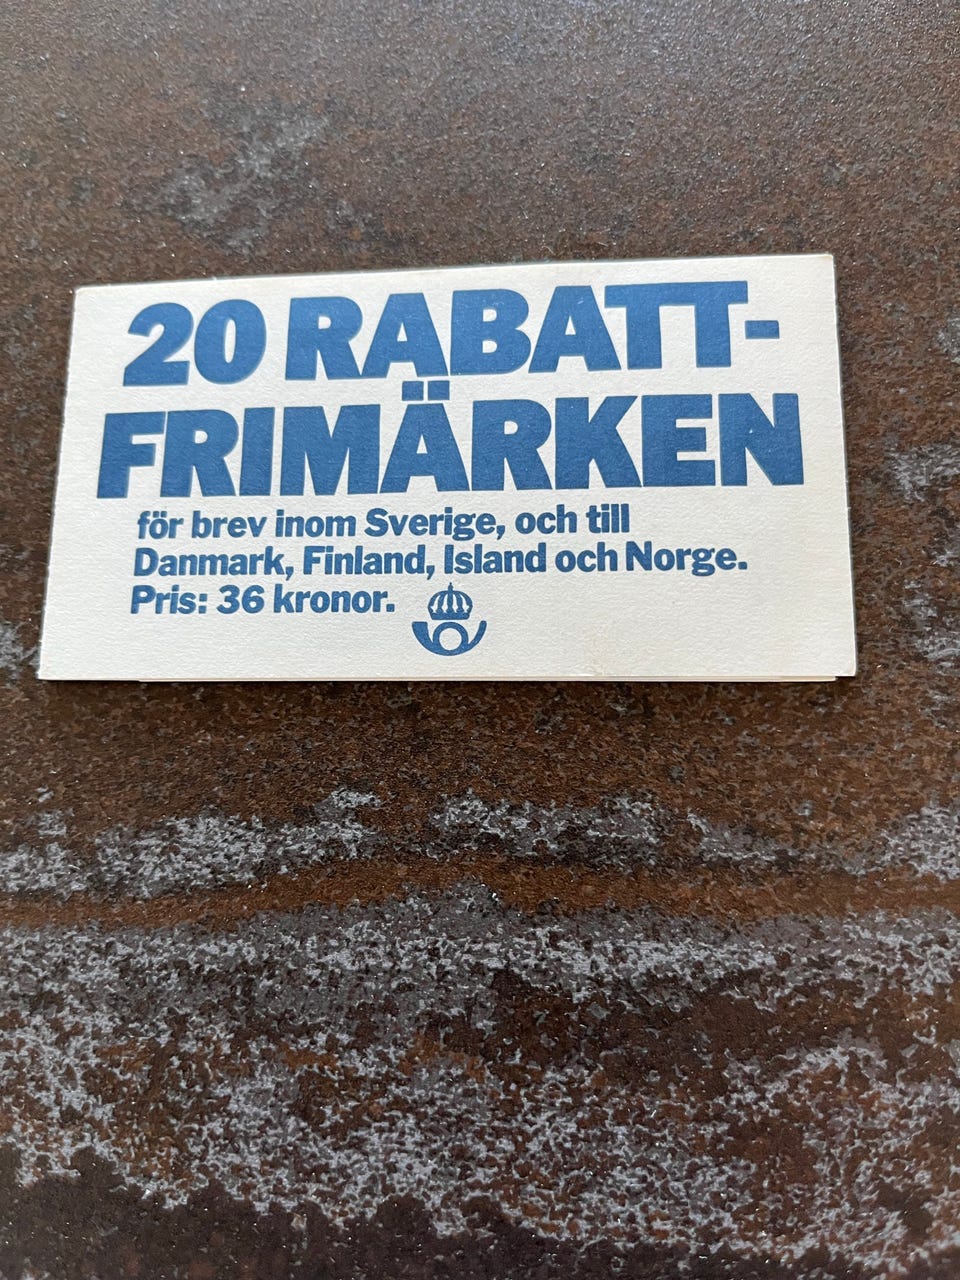 20 RABATT-
FRIMÄRKEN
för brev inom Sverige, och till
Danmark, Finland, Island och Norge.
Pris: 36 kronor.